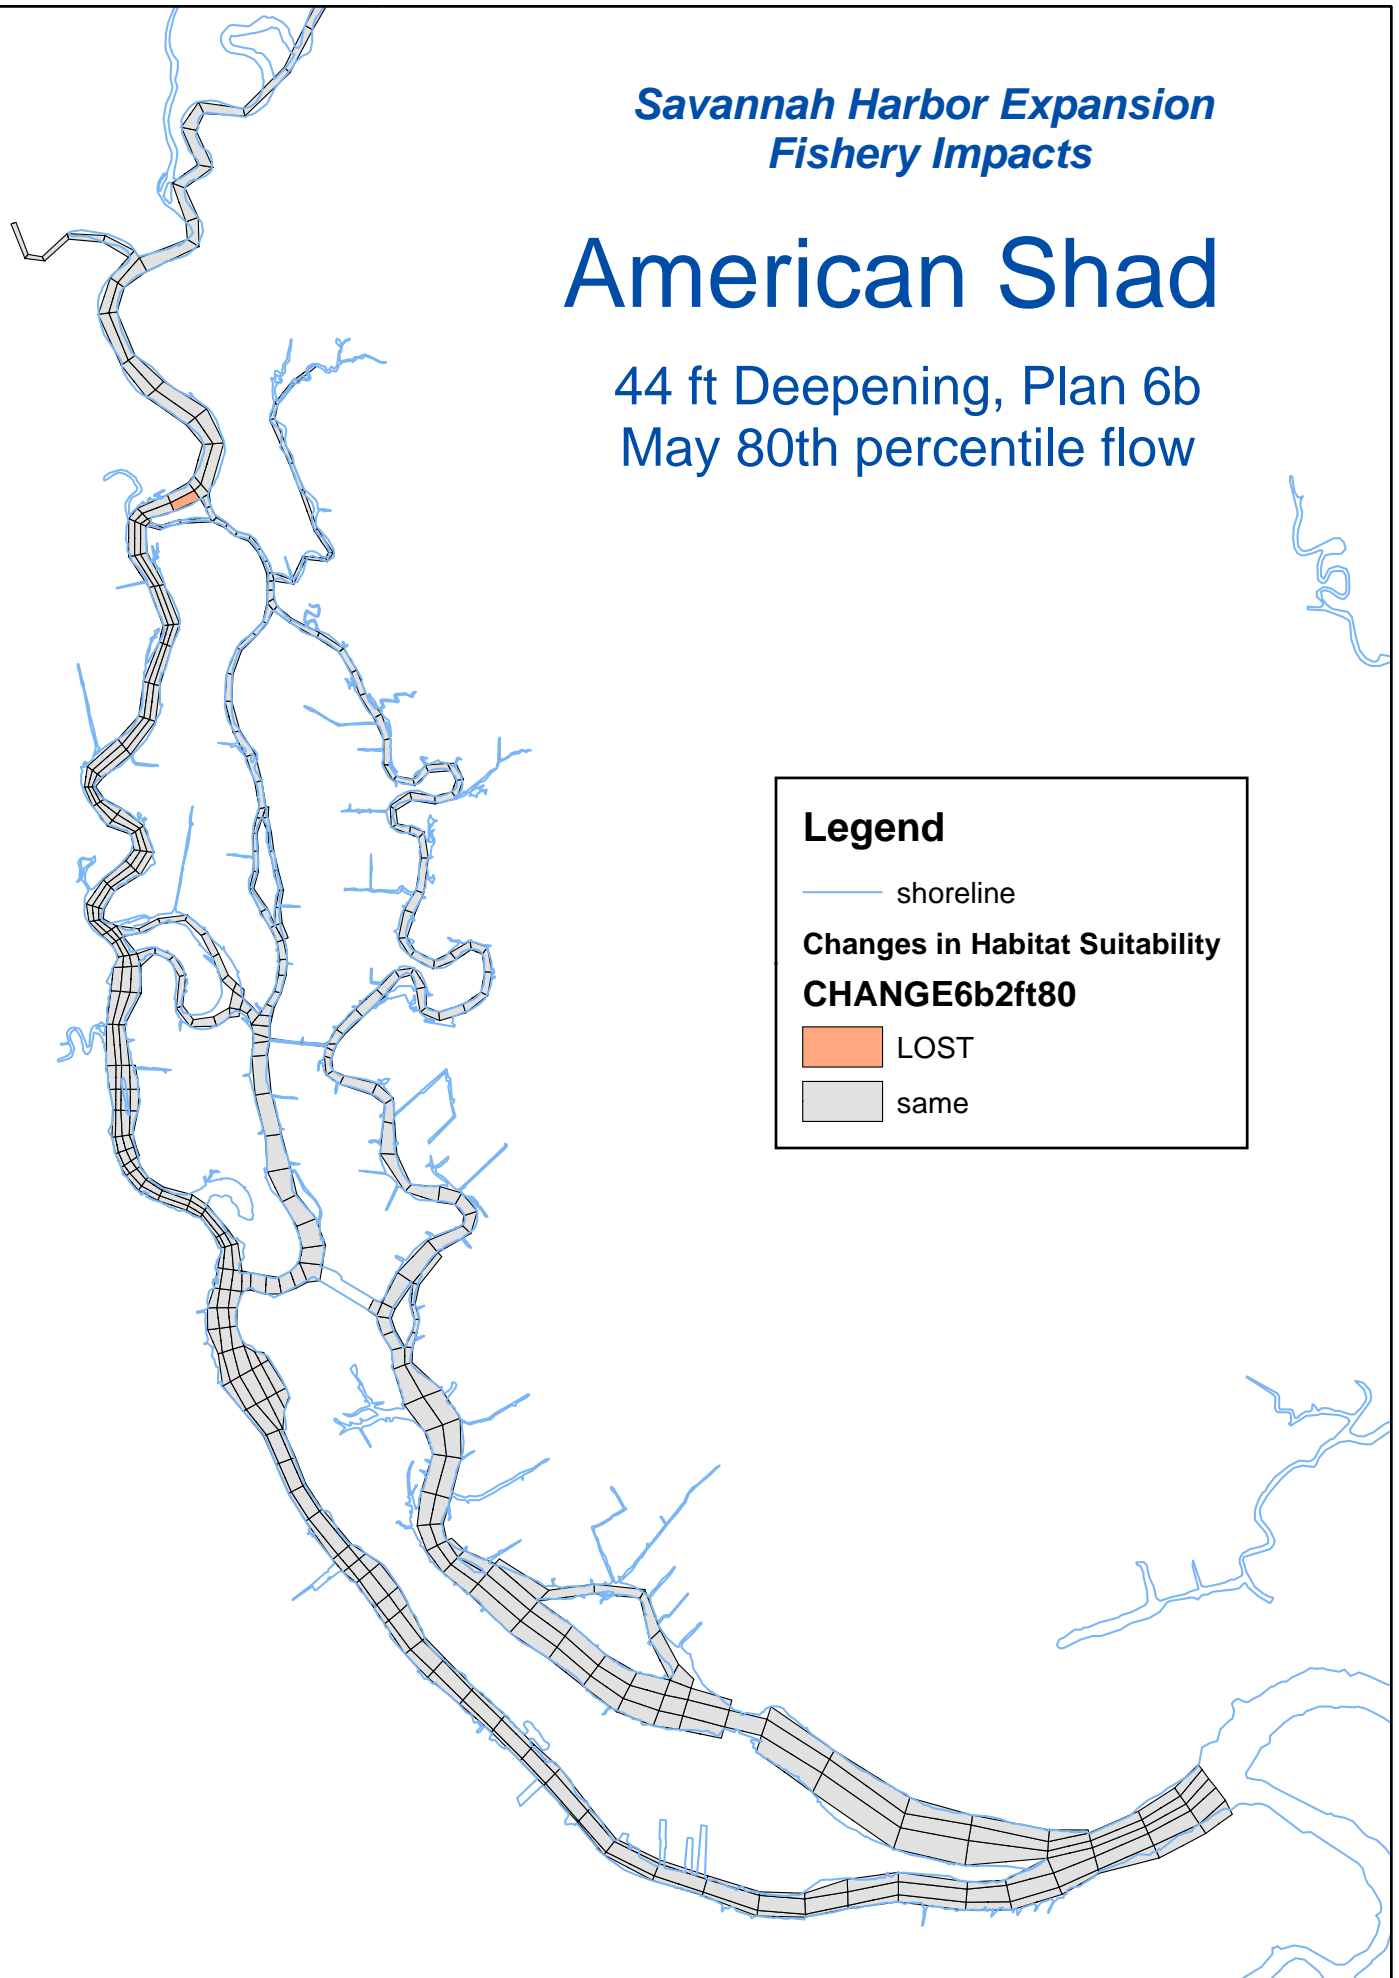 Savannah Harbor Expansion
Fishery Impacts
American Shad
44 ft Deepening, Plan 6b
May 80th percentile flow
Legend
shoreline
Changes in Habitat Suitability
CHANGE6b2ft80
LOST
same